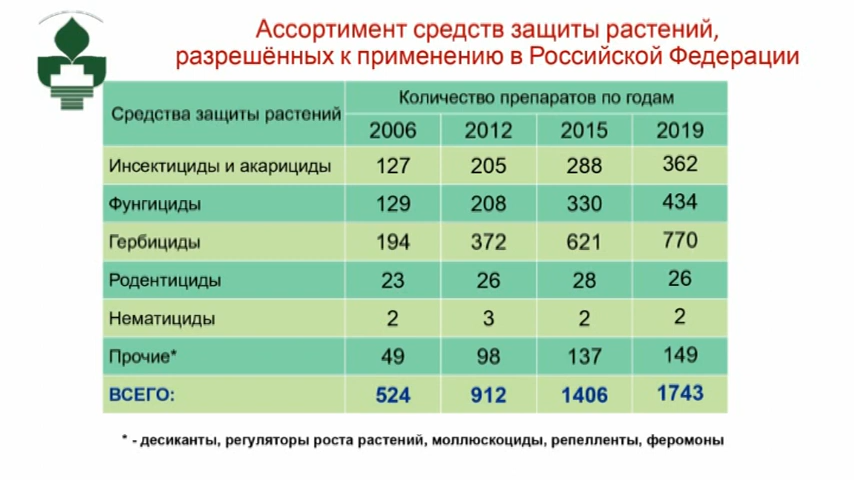 Ассортимент средств защиты растений,
разрешённых к применению в Российской Федерации
Средства защиты растений Количество препаратов по годам
2006 2012 2015 2019
Инсектициды и акарициды 127 205 288 362
Фунгициды 129 208 330 434
Гербициды 194 372 621 770
Родентициды 23 26 28 26
Нематициды 2 3 2 2
Прочие* 49 98 137 149
ВСЕГО: 524 912 1406 1743
* - десиканты, регуляторы роста растений, моллюскоциды, репелленты, феромоны